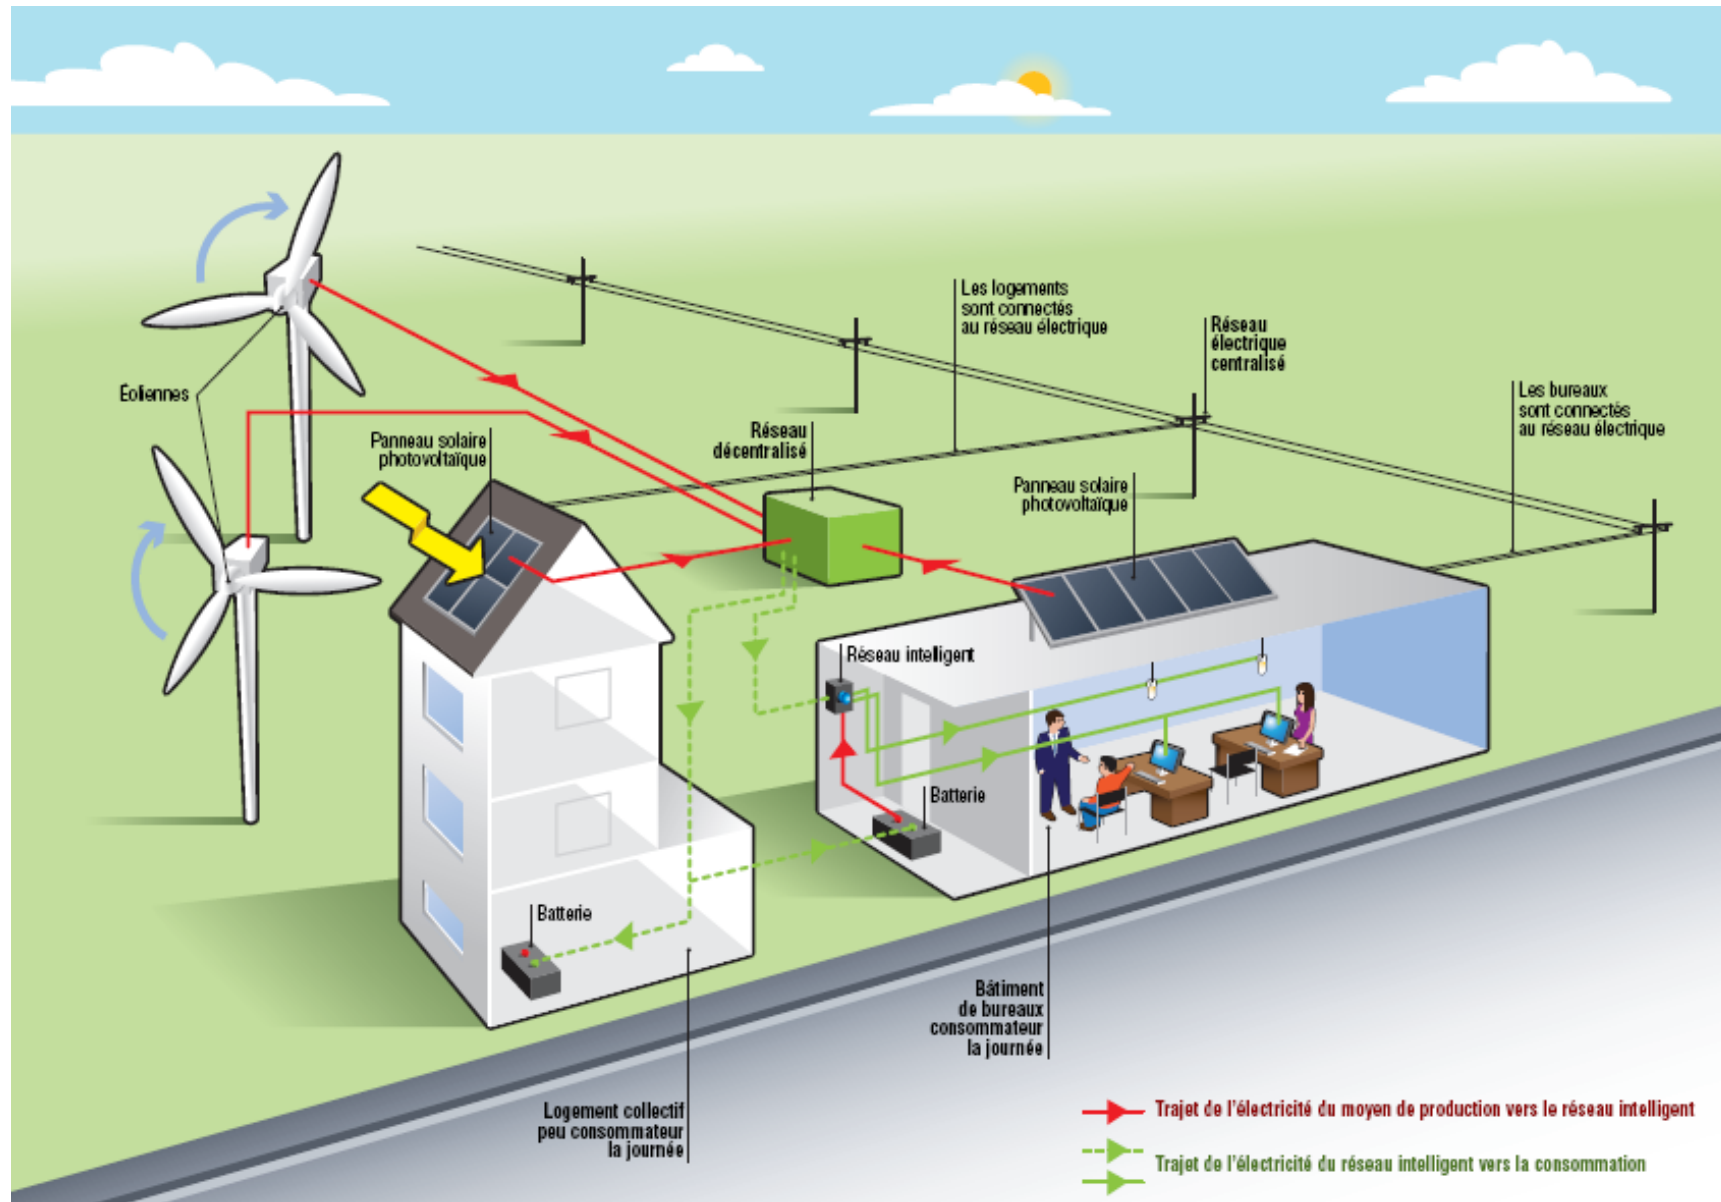 Les logements
sont connectés
au réseau électrique
Réseau
électrique
centralisé
Les bureaux
sont connectés
au réseau électrique
Éoliennes
Panneau solaire
photovoltaïque
Réseau
décentralisé
Panneau solaire
photovoltaïque
Réseau intelligent
Batterie
Batterie
Bâtiment
de bureaux
consommateur
la journée
Logement collectif
peu consommateur
la journée
Trajet de l'électricité du moyen de production vers le réseau intelligent
Trajet de l'électricité du réseau intelligent vers la consommation